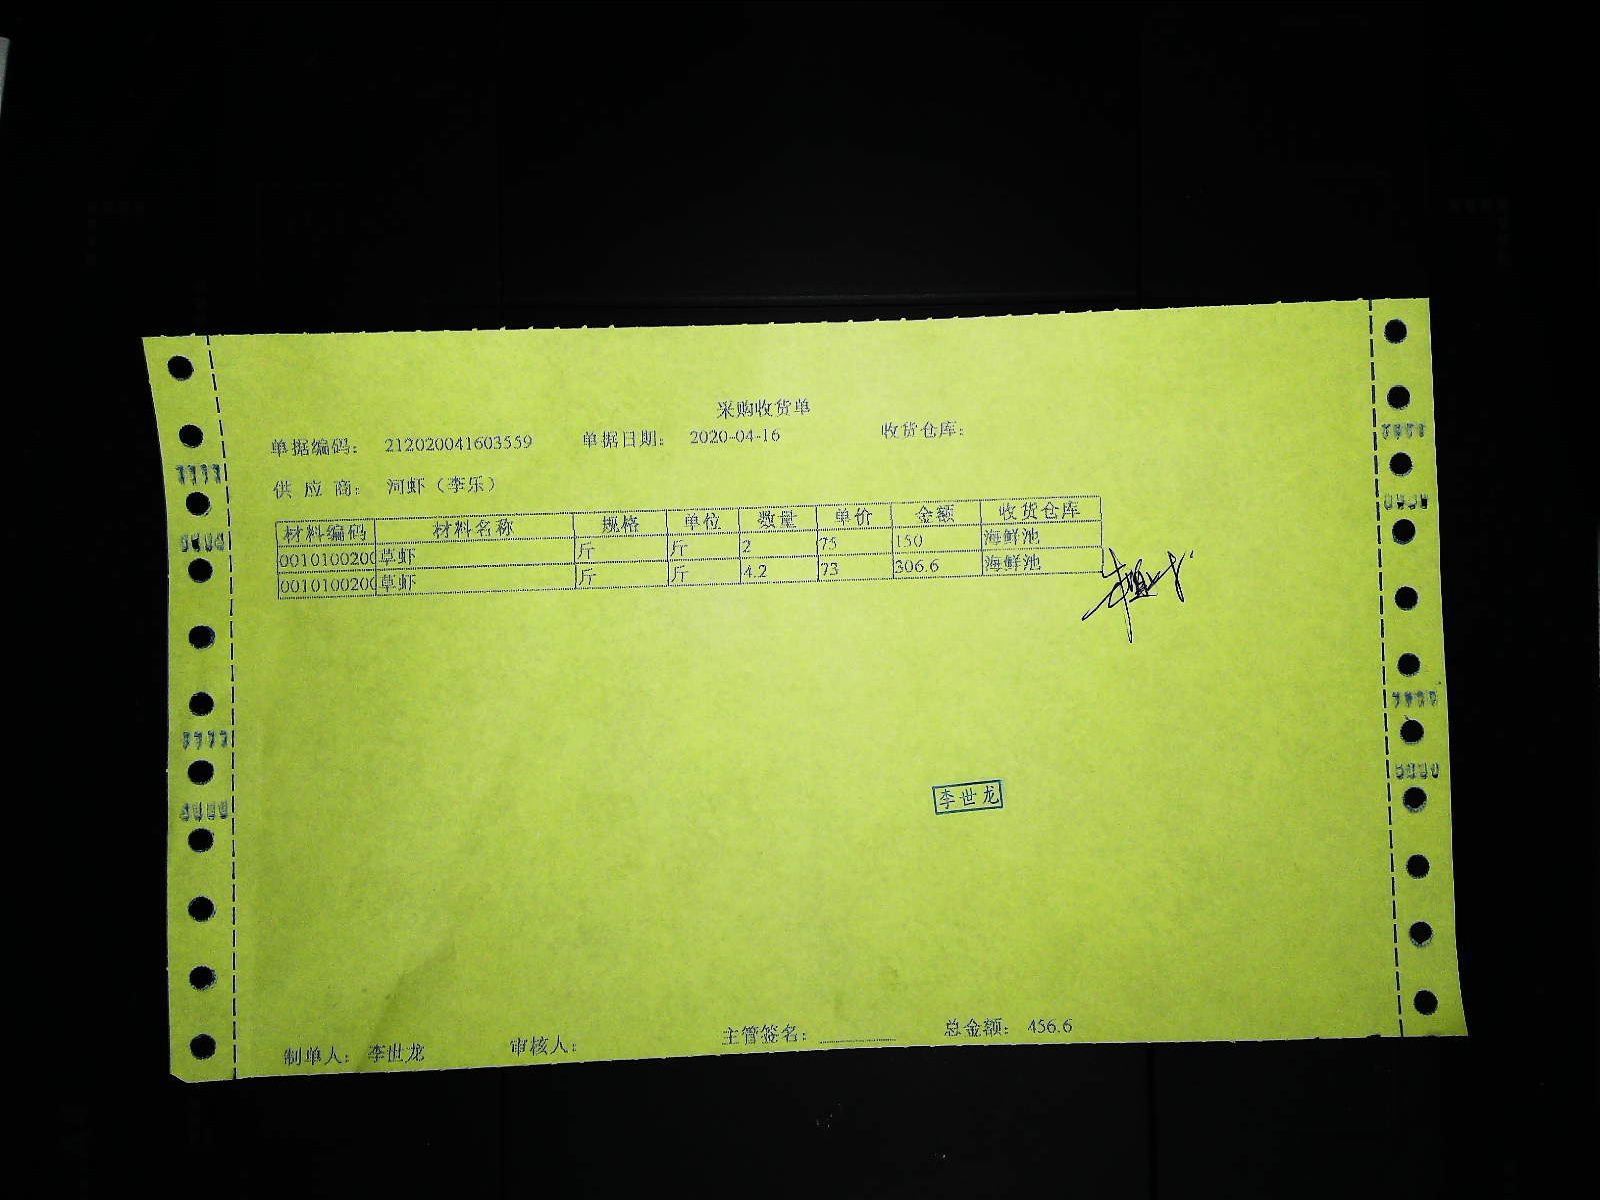 采购收货单
单据编码： 212020041603559 单据日期： 2020-04-16 收货仓库：
供 应 商： 河虾（李乐）
材料编码 材料名称 规格 单位 数量 单价 金额 收货仓库
0010100200 草虾 斤 斤 2 75 150 海鲜池
0010100200 草虾 斤 斤 4.2 73 306.6 海鲜池
李世龙
制单人： 李世龙 审核人： 主管签名： 总金额： 456.6